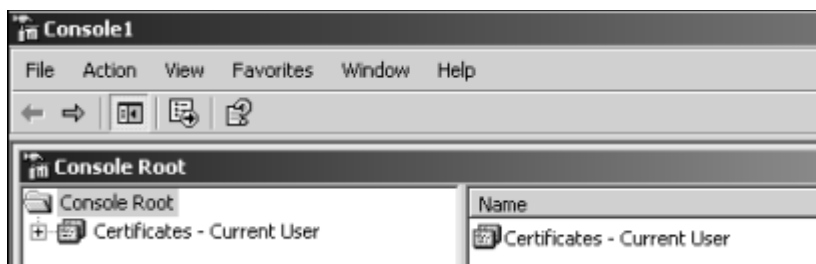 Console1
File Action View Favorites Window Help
Console Root
Console Root
Name
Certificates - Current User
Certificates - Current User